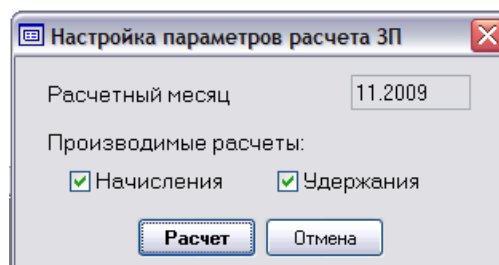 Настройка параметров расчета ЗП
Расчетный месяц 11.2009
Производимые расчеты:
Начисления Удержания
Расчет Отмена